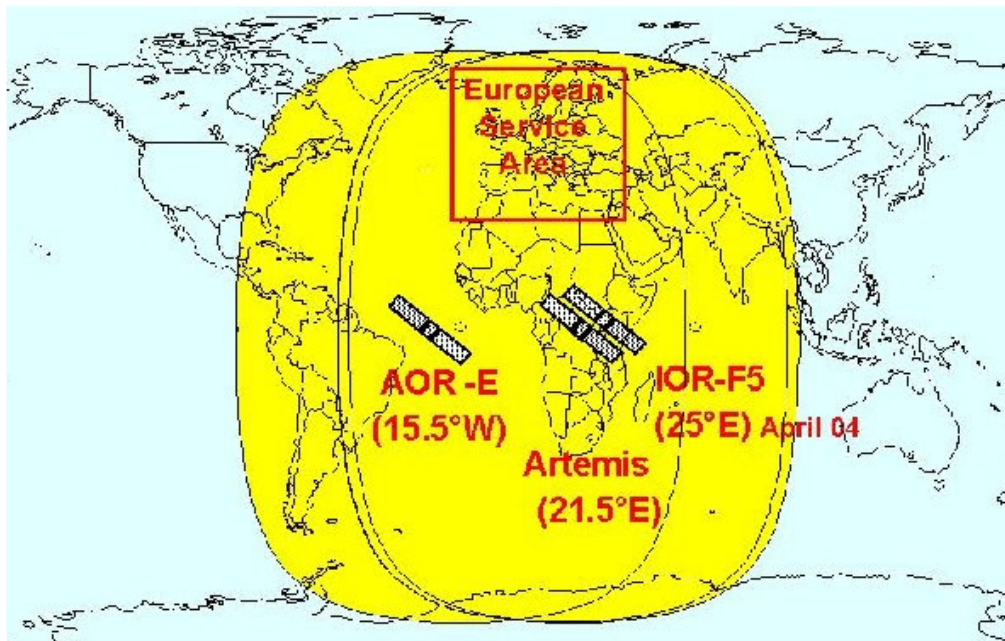 European
Service
Area
AOR -E
(15.5°W)
IOR-F5
(25°E) April 04
Artemis
(21.5°E)